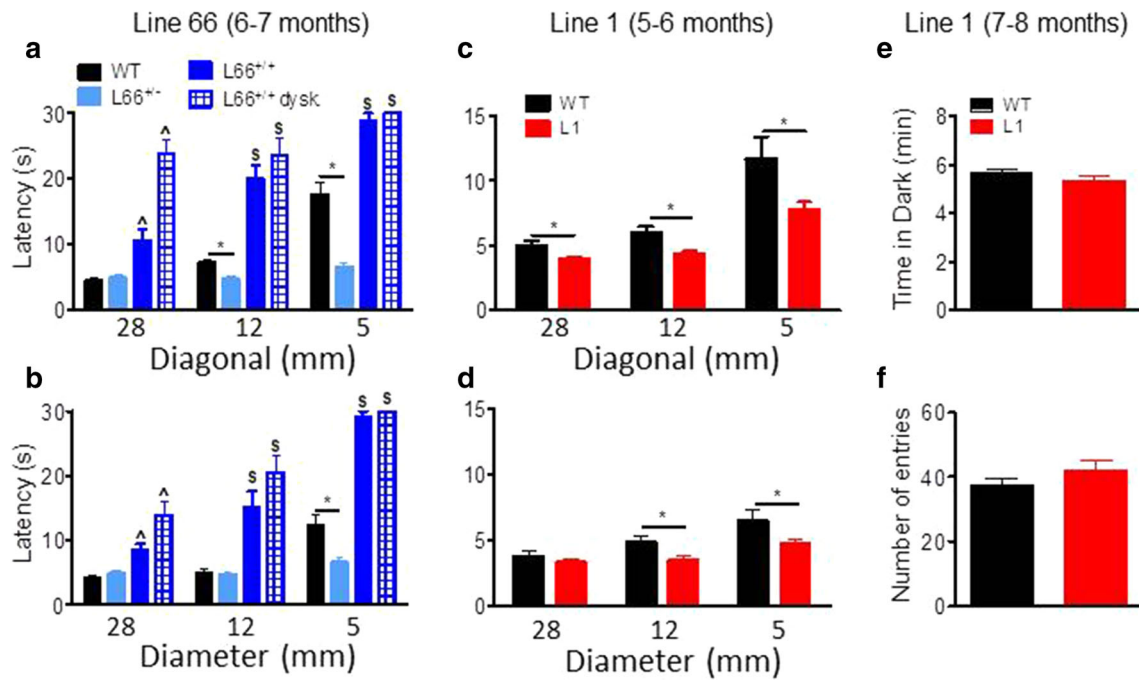 Line 66 (6-7 months)
Line 1 (5-6 months)
Line 1 (7-8 months)
a
WT
L66+/-
L66+/+
L66+/+ dysk.
Latency (s)
30
20
10
0
^
^
*
$
$
*
$
$
28
12
5
Diagonal (mm)
b
Latency (s)
30
20
10
0
^
^
$
$
*
$
$
28
12
5
Diameter (mm)
c
WT
L1
15
10
5
0
*
*
*
28
12
5
Diagonal (mm)
d
15
10
5
0
*
*
28
12
5
Diameter (mm)
e
WT
L1
Time in Dark (min)
8
6
4
2
0
f
Number of entries
60
40
20
0